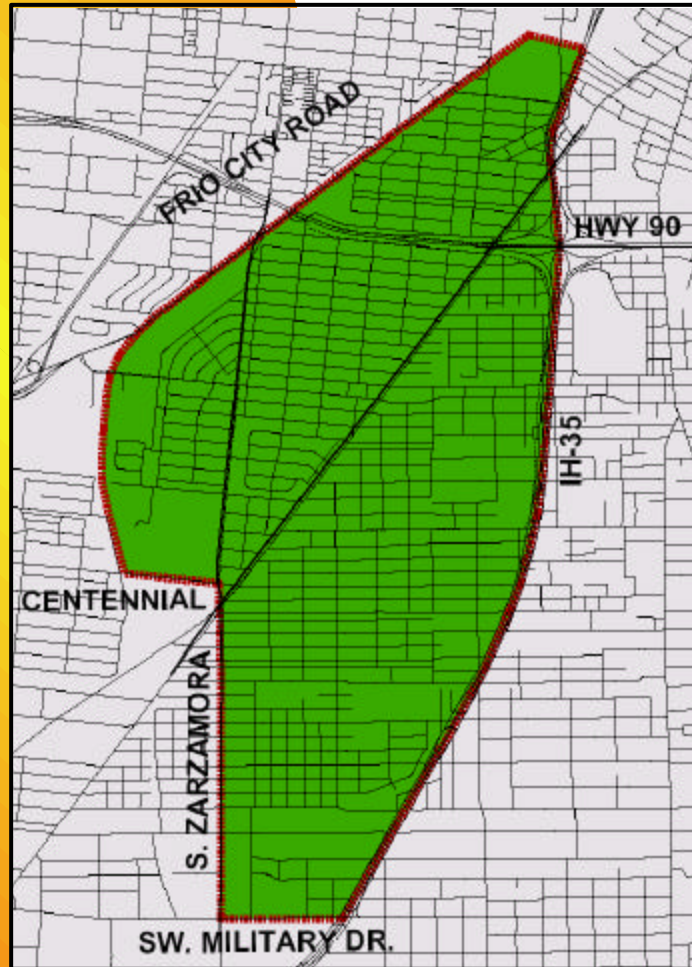 FRIO CITY ROAD
HWY 90
IH-35
CENTENNIAL
S. ZARZAMORA
SW. MILITARY DR.